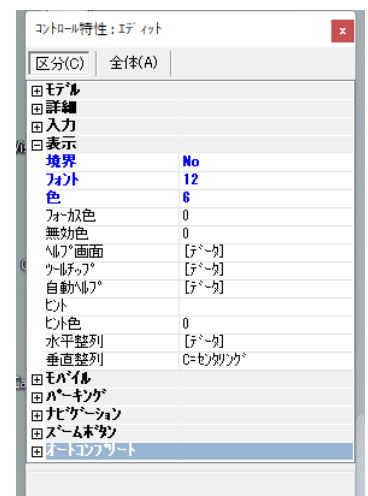 コントロール特性:エディット
x
区分(C) 全体(A)
モデル
詳細
入力
表示
境界 No
フォント 12
色 6
フォーカス色 0
無効色 0
ヘルプ画面 [データ]
ツールチップ [データ]
自動ヘルプ [データ]
ヒント
ヒント色 0
水平整列 [データ]
垂直整列 C=センタリング
モバイル
パーキング
ナビゲーション
ズームボタン
オートコンプリート